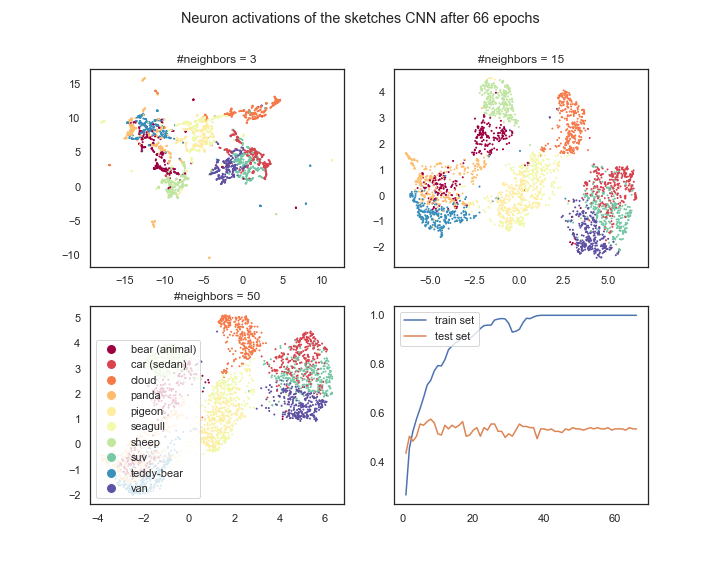 Neuron activations of the sketches CNN after 66 epochs
#neighbors = 3
15
10
5
0
−5
−10
−15
−10
−5
0
5
10
#neighbors = 15
4
3
2
1
0
−1
−2
−5.0
−2.5
0.0
2.5
5.0
#neighbors = 50
5
4
3
2
1
0
−1
−2
−4
−2
0
2
4
6
bear (animal)
car (sedan)
cloud
panda
pigeon
seagull
sheep
suv
teddy-bear
van
1.0
0.8
0.6
0.4
0
20
40
60
train set
test set